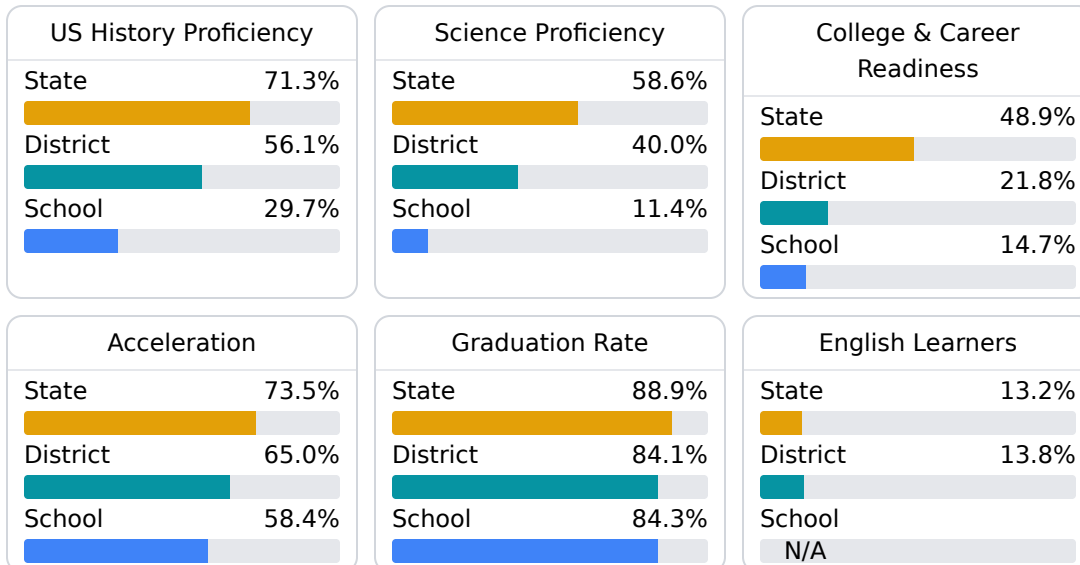 US History Proficiency
State 71.3%
District 56.1%
School 29.7%
Science Proficiency
State 58.6%
District 40.0%
School 11.4%
College & Career
Readiness
State 48.9%
District 21.8%
School 14.7%
Acceleration
State 73.5%
District 65.0%
School 58.4%
Graduation Rate
State 88.9%
District 84.1%
School 84.3%
English Learners
State 13.2%
District 13.8%
School
N/A